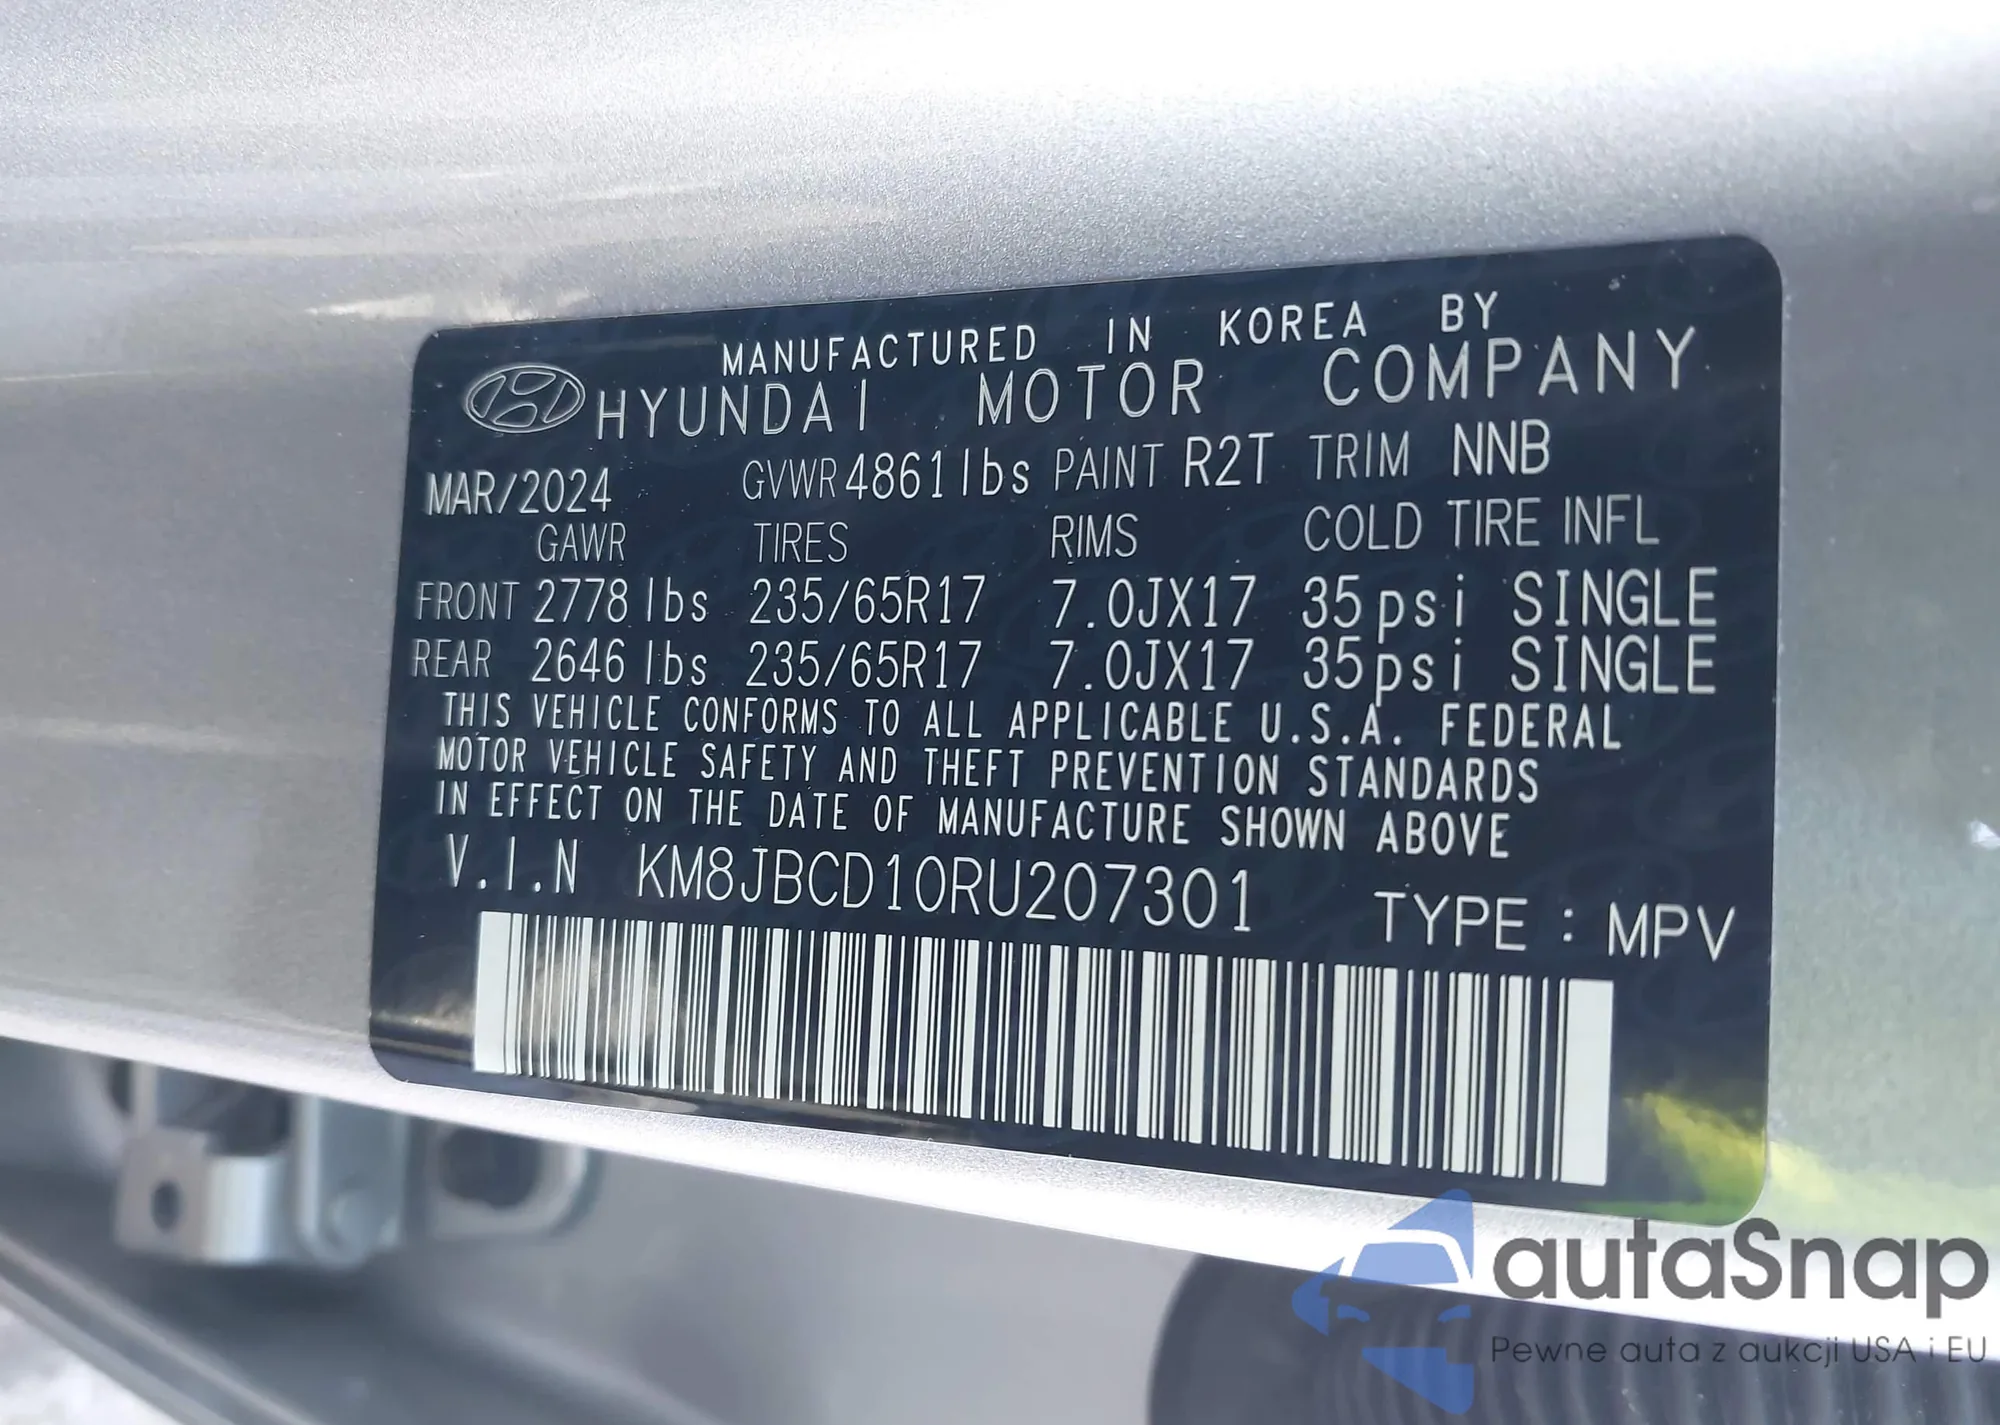 MANUFACTURED IN KOREA BY
HYUNDAI MOTOR COMPANY
MAR/2024 GVWR 4861lbs PAINT R2T TRIM NNB
GAWR TIRES RIMS COLD TIRE INFL
FRONT 2778 lbs 235/65R17 7.0JX17 35psi SINGLE
REAR 2646 lbs 235/65R17 7.0JX17 35psi SINGLE
THIS VEHICLE CONFORMS TO ALL APPLICABLE U.S.A. FEDERAL
MOTOR VEHICLE SAFETY AND THEFT PREVENTION STANDARDS
IN EFFECT ON THE DATE OF MANUFACTURE SHOWN ABOVE
V.I.N KM8JBCD10RU207301
TYPE : MPV
autaSnap
Pewne auta z aukcji USA i EU